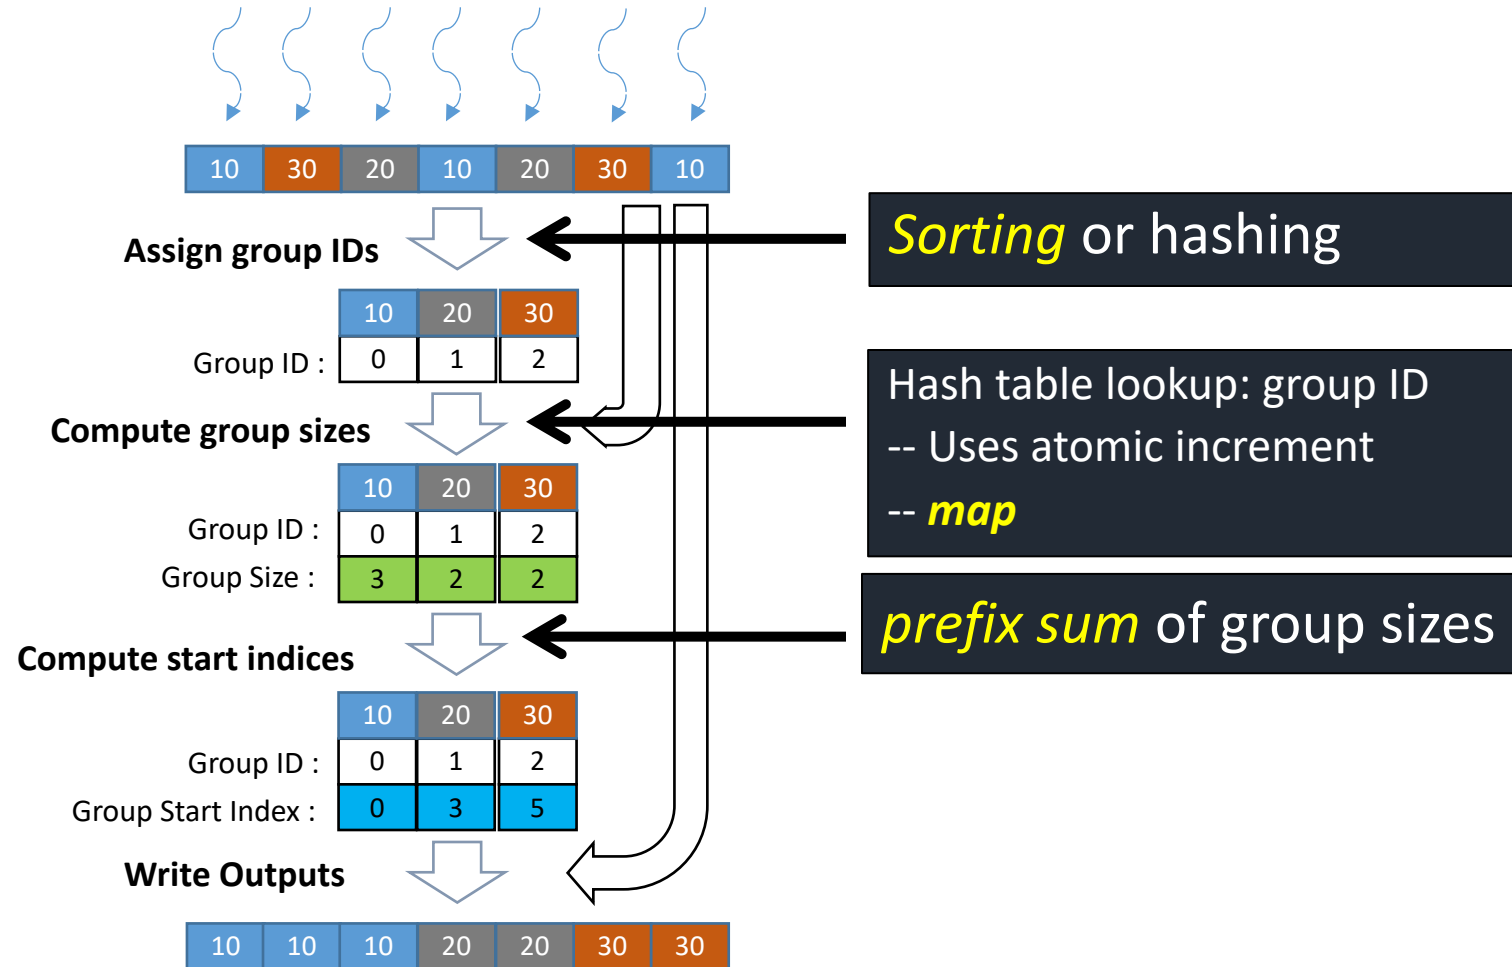 10 30 20 10 20 30 10
Sorting or hashing
Assign group IDs
10 20 30
Group ID : 0 1 2
Hash table lookup: group ID
-- Uses atomic increment
-- map
Compute group sizes
10 20 30
Group ID : 0 1 2
Group Size : 3 2 2
prefix sum of group sizes
Compute start indices
10 20 30
Group ID : 0 1 2
Group Start Index : 0 3 5
Write Outputs
10 10 10 20 20 30 30